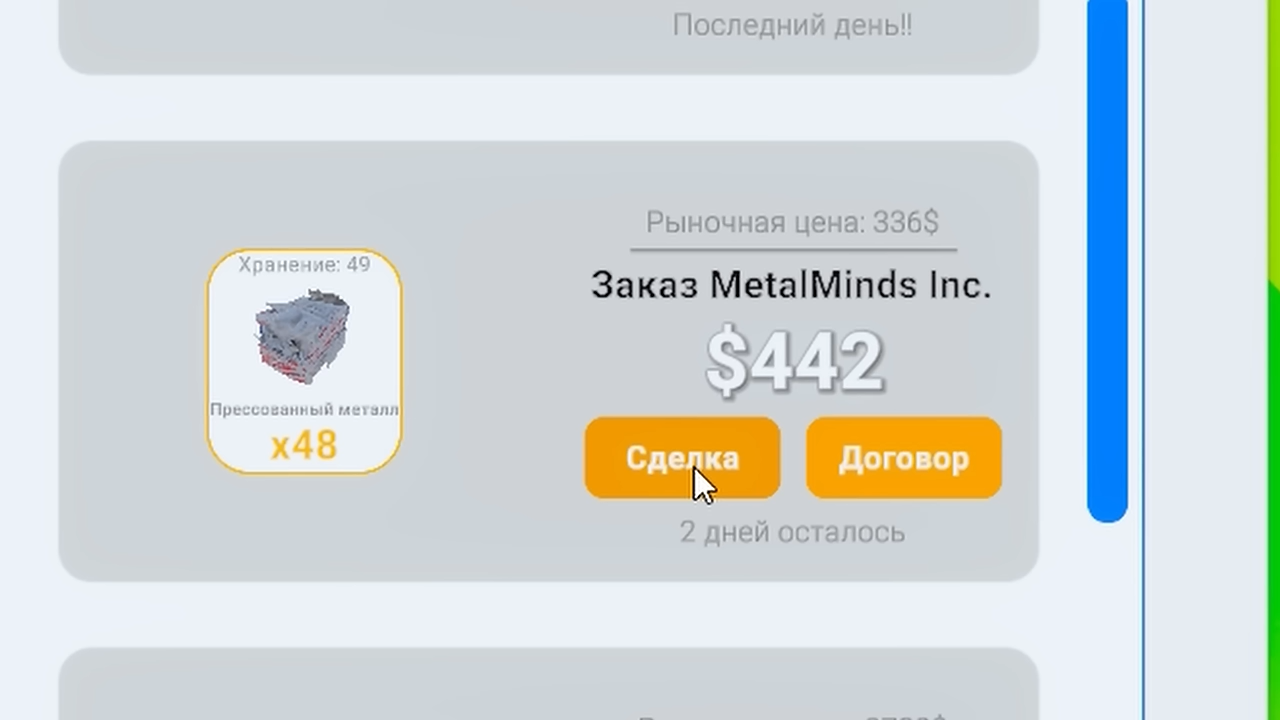 Последний день!!
Рыночная цена: 336$
Хранение: 49
Заказ MetalMinds Inc.
$442
Прессованный металл
x48
Сделка
Договор
2 дней осталось